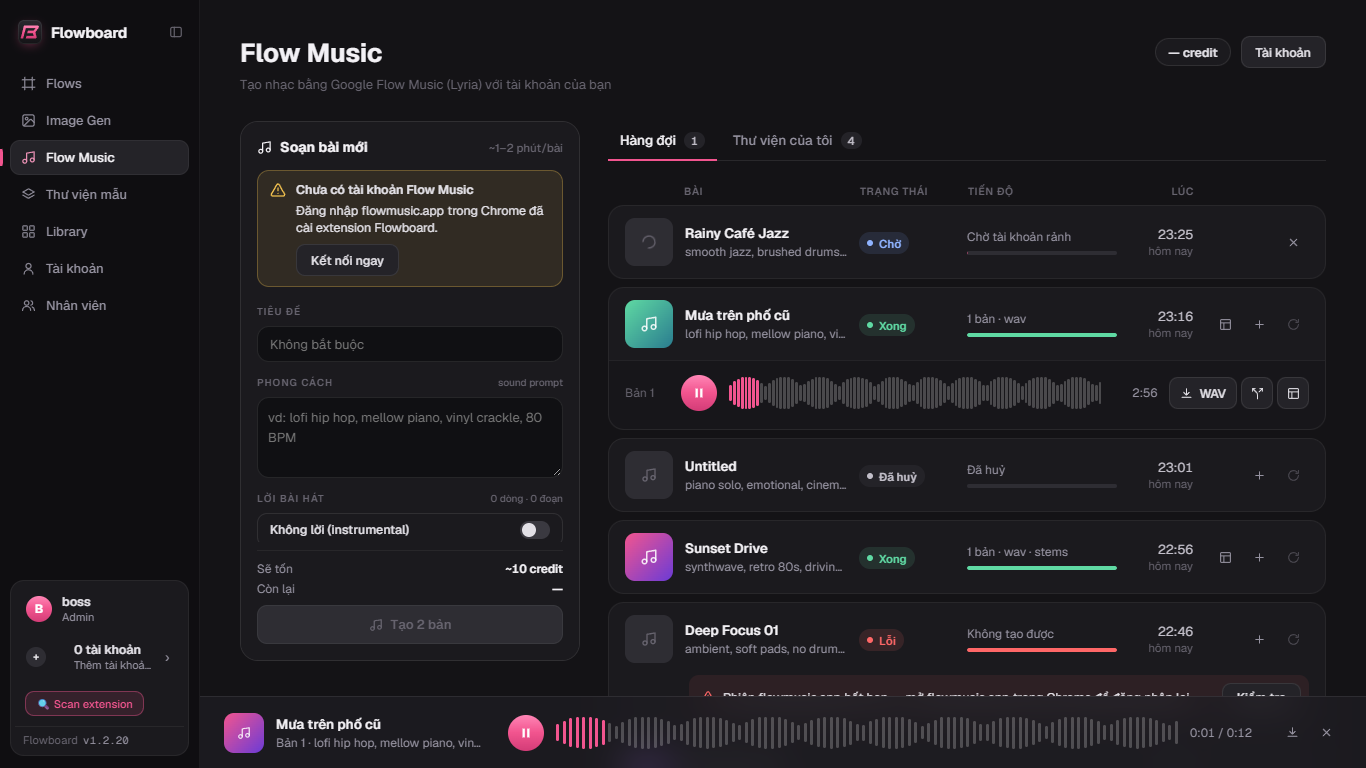 Flowboard
Flows
Image Gen
Flow Music
Thư viện mẫu
Library
Tài khoản
Nhân viên
B
boss
Admin
+
0 tài khoản
Thêm tài khoả...
Scan extension
Flowboard v1.2.20
Flow Music
Tạo nhạc bằng Google Flow Music (Lyria) với tài khoản của bạn
— credit
Tài khoản
Soạn bài mới
~1–2 phút/bài
Chưa có tài khoản Flow Music
Đăng nhập flowmusic.app trong Chrome đã
cài extension Flowboard.
Kết nối ngay
TIÊU ĐỀ
Không bắt buộc
PHONG CÁCH
sound prompt
vd: lofi hip hop, mellow piano, vinyl crackle, 80
BPM
LỜI BÀI HÁT
0 dòng · 0 đoạn
Không lời (instrumental)
Sẽ tốn
~10 credit
Còn lại
—
Tạo 2 bản
Hàng đợi 1
Thư viện của tôi 4
BÀI
TRẠNG THÁI
TIẾN ĐỘ
LÚC
Rainy Café Jazz
smooth jazz, brushed drums...
Chờ
Chờ tài khoản rảnh
23:25
hôm nay
Mưa trên phố cũ
lofi hip hop, mellow piano, vi...
Xong
1 bản · wav
23:16
hôm nay
Bản 1
2:56
WAV
Untitled
piano solo, emotional, cinem...
Đã huỷ
Đã huỷ
23:01
hôm nay
Sunset Drive
synthwave, retro 80s, drivin...
Xong
1 bản · wav · stems
22:56
hôm nay
Deep Focus 01
ambient, soft pads, no drum...
Lỗi
Không tạo được
22:46
hôm nay
Mưa trên phố cũ
Bản 1 · lofi hip hop, mellow piano, vin...
0:01 / 0:12